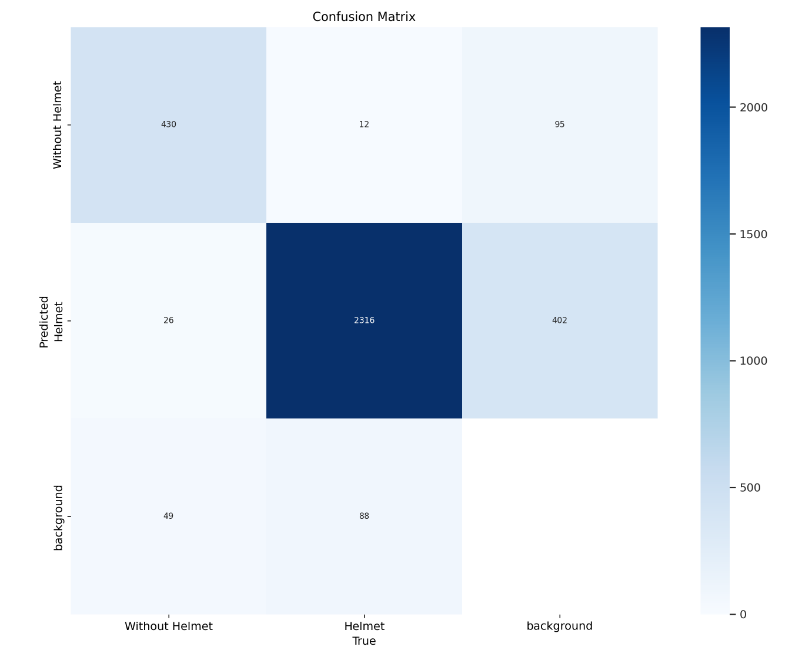 Confusion Matrix
Without Helmet
430
12
95
2000
1500
Predicted
Helmet
26
2316
402
1000
500
background
49
88
0
Without Helmet
Helmet
background
True